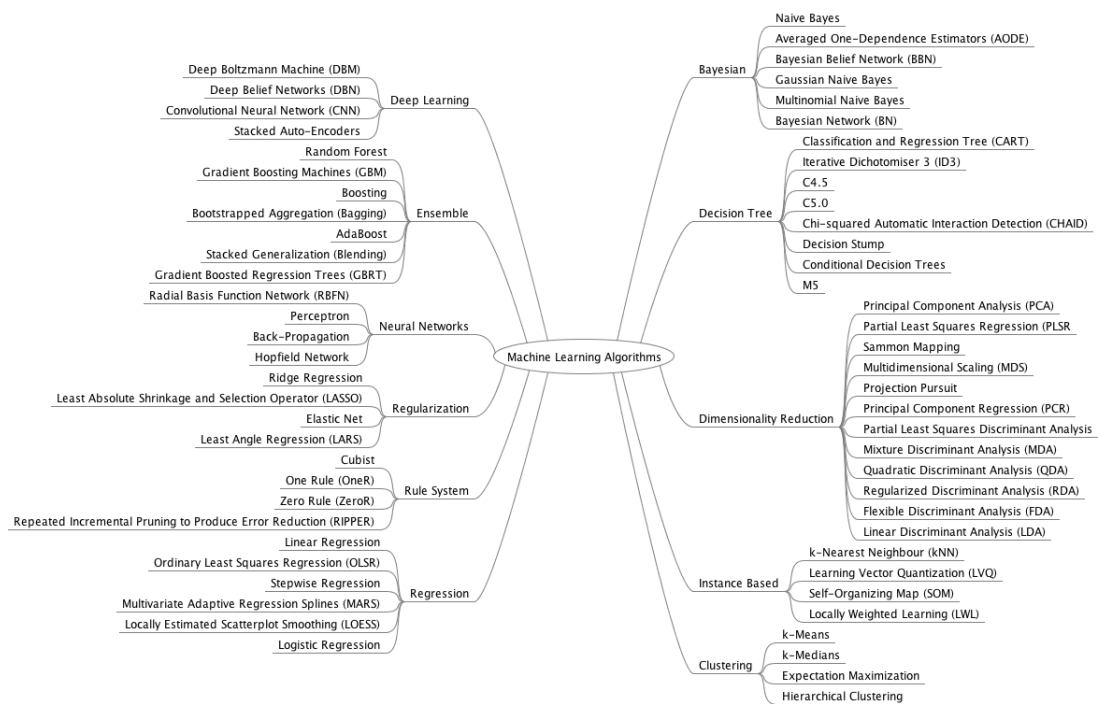 Machine Learning Algorithms
Deep Learning
Deep Boltzmann Machine (DBM)
Deep Belief Networks (DBN)
Convolutional Neural Network (CNN)
Stacked Auto-Encoders
Ensemble
Random Forest
Gradient Boosting Machines (GBM)
Boosting
Bootstrapped Aggregation (Bagging)
AdaBoost
Stacked Generalization (Blending)
Gradient Boosted Regression Trees (GBRT)
Neural Networks
Radial Basis Function Network (RBFN)
Perceptron
Back-Propagation
Hopfield Network
Regularization
Ridge Regression
Least Absolute Shrinkage and Selection Operator (LASSO)
Elastic Net
Least Angle Regression (LARS)
Rule System
Cubist
One Rule (OneR)
Zero Rule (ZeroR)
Repeated Incremental Pruning to Produce Error Reduction (RIPPER)
Regression
Linear Regression
Ordinary Least Squares Regression (OLSR)
Stepwise Regression
Multivariate Adaptive Regression Splines (MARS)
Locally Estimated Scatterplot Smoothing (LOESS)
Logistic Regression
Bayesian
Naive Bayes
Averaged One-Dependence Estimators (AODE)
Bayesian Belief Network (BBN)
Gaussian Naive Bayes
Multinomial Naive Bayes
Bayesian Network (BN)
Decision Tree
Classification and Regression Tree (CART)
Iterative Dichotomiser 3 (ID3)
C4.5
C5.0
Chi-squared Automatic Interaction Detection (CHAID)
Decision Stump
Conditional Decision Trees
M5
Dimensionality Reduction
Principal Component Analysis (PCA)
Partial Least Squares Regression (PLSR
Sammon Mapping
Multidimensional Scaling (MDS)
Projection Pursuit
Principal Component Regression (PCR)
Partial Least Squares Discriminant Analysis
Mixture Discriminant Analysis (MDA)
Quadratic Discriminant Analysis (QDA)
Regularized Discriminant Analysis (RDA)
Flexible Discriminant Analysis (FDA)
Linear Discriminant Analysis (LDA)
Instance Based
k-Nearest Neighbour (kNN)
Learning Vector Quantization (LVQ)
Self-Organizing Map (SOM)
Locally Weighted Learning (LWL)
Clustering
k-Means
k-Medians
Expectation Maximization
Hierarchical Clustering